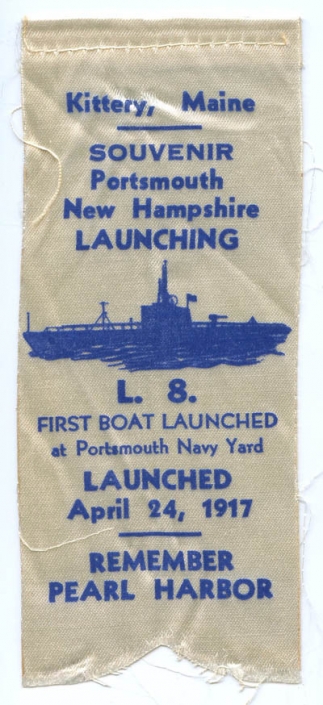 Kittery, Maine
SOUVENIR
Portsmouth
New Hampshire
LAUNCHING
L. 8.
FIRST BOAT LAUNCHED
at Portsmouth Navy Yard
LAUNCHED
April 24, 1917
REMEMBER
PEARL HARBOR